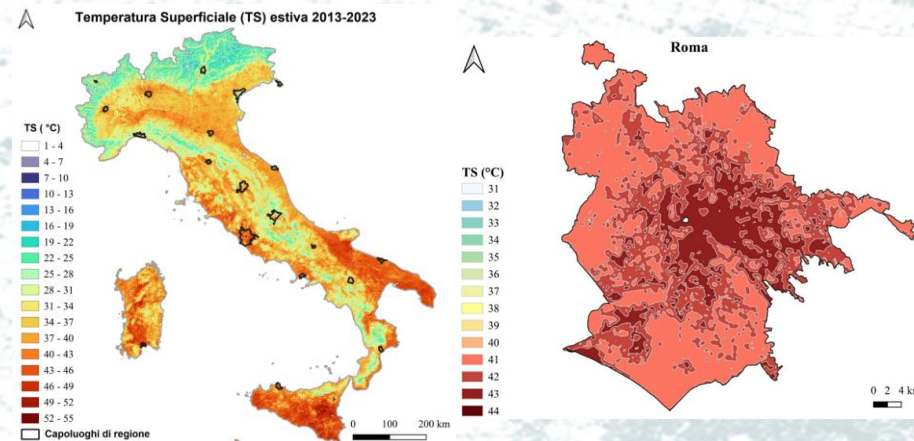 Temperatura Superficiale (TS) estiva 2013-2023
TS ( °C)
1 - 4
4 - 7
7 - 10
10 - 13
13 - 16
16 - 19
19 - 22
22 - 25
25 - 28
28 - 31
31 - 34
34 - 37
37 - 40
40 - 43
43 - 46
46 - 49
49 - 52
52 - 55
Capoluoghi di regione
0 100 200 km
Roma
TS (°C)
31
32
33
34
35
36
37
38
39
40
41
42
43
44
0 2 4 km